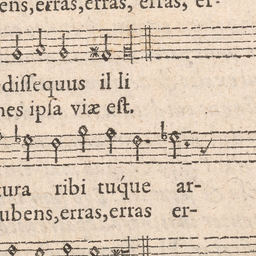 ens, erras, erras, erras, er-
dissequus il li
nes ipsa viæ est.
tura ribi tuque ar-
ubens, erras, erras er-